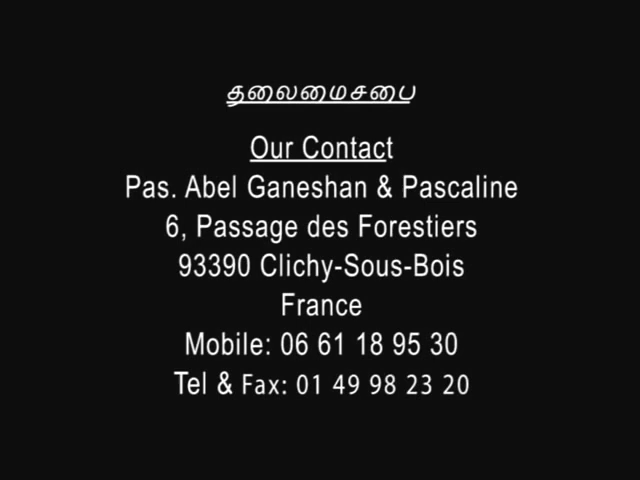 தலைமைசபை
Our Contact
Pas. Abel Ganeshan & Pascaline
6, Passage des Forestiers
93390 Clichy-Sous-Bois
France
Mobile: 06 61 18 95 30
Tel & Fax: 01 49 98 23 20